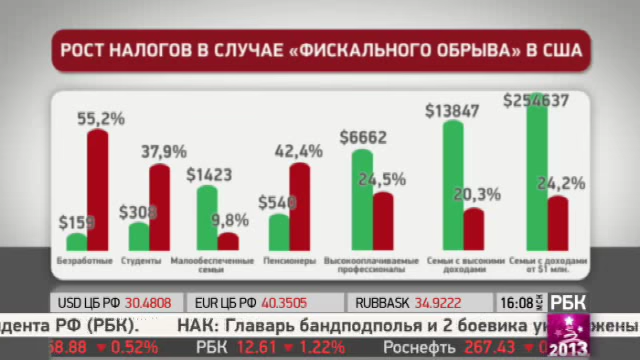 РОСТ НАЛОГОВ В СЛУЧАЕ «ФИСКАЛЬНОГО ОБРЫВА» В США
$159 55,2% $308 37,9% $1423 9,8% $540 42,4% $6662 24,5% $13847 20,3% $254637 24,2%
Безработные Студенты Малообеспеченные семьи Пенсионеры Высокооплачиваемые профессионалы Семьи с высокими доходами Семьи с доходами от $1 млн.
USD ЦБ РФ 30.4808 EUR ЦБ РФ 40.3505 RUBBASK 34.9222 16:08 МСК РБК
дента РФ (РБК). НАК: Главарь бандподполья и 2 боевика
58.88 ▼ 0.52% РБК 12.61 ▼ 1.22% Роснефть 267.43 ▼ 2013